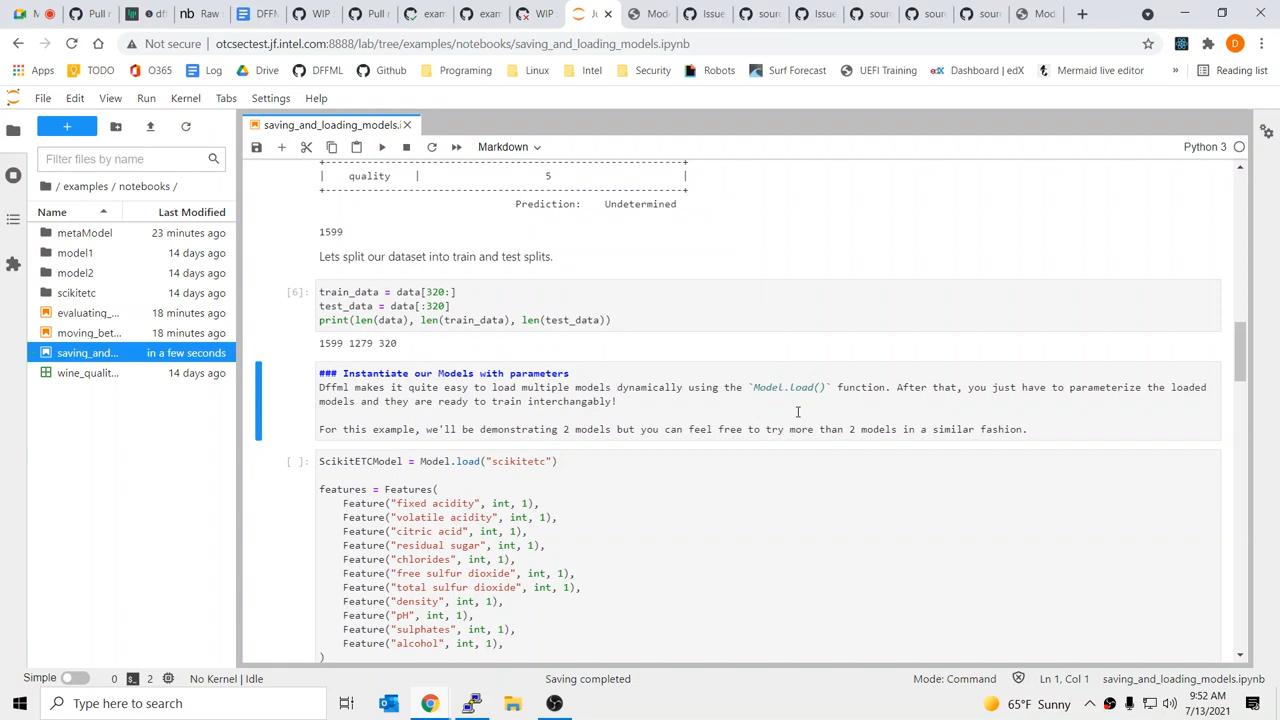 Pull r
dff
nb Raw
DFFM
WIP
Pull r
exam
exam
WIP
Ju
Mode
Issu
sour
Issue
sour
sour
sour
Mod
Not secure
otcsectest.jf.intel.com:8888/lab/tree/examples/notebooks/saving_and_loading_models.ipynb
D
Apps TODO O365 Log Drive DFFML Github Programing Linux Intel Security Robots Surf Forecast UEFI Training edX Dashboard | edX Mermaid live editor » Reading list
File Edit View Run Kernel Tabs Settings Help
saving_and_loading_models.i
Filter files by name
Markdown
Python 3
/ examples / notebooks /
Name Last Modified
metaModel 23 minutes ago
model1 14 days ago
model2 14 days ago
scikitetc 14 days ago
evaluating_... 18 minutes ago
moving_bet... 18 minutes ago
saving_and... in a few seconds
wine_qualit... 14 days ago
+----------------------------------------------------------------------+
| quality | 5 |
+----------------------------------------------------------------------+
Prediction: Undetermined
1599
Lets split our dataset into train and test splits.
[6]: train_data = data[320:]
test_data = data[:320]
print(len(data), len(train_data), len(test_data))
1599 1279 320
### Instantiate our Models with parameters
Dffml makes it quite easy to load multiple models dynamically using the `Model.load()` function. After that, you just have to parameterize the loaded
models and they are ready to train interchangably!
For this example, we'll be demonstrating 2 models but you can feel free to try more than 2 models in a similar fashion.
[ ]: ScikitETCModel = Model.load("scikitetc")
features = Features(
Feature("fixed acidity", int, 1),
Feature("volatile acidity", int, 1),
Feature("citric acid", int, 1),
Feature("residual sugar", int, 1),
Feature("chlorides", int, 1),
Feature("free sulfur dioxide", int, 1),
Feature("total sulfur dioxide", int, 1),
Feature("density", int, 1),
Feature("pH", int, 1),
Feature("sulphates", int, 1),
Feature("alcohol", int, 1),
)
Simple 0 2 No Kernel | Idle Saving completed Mode: Command Ln 1, Col 1 saving_and_loading_models.ipynb
Type here to search
65°F Sunny
9:52 AM
7/13/2021